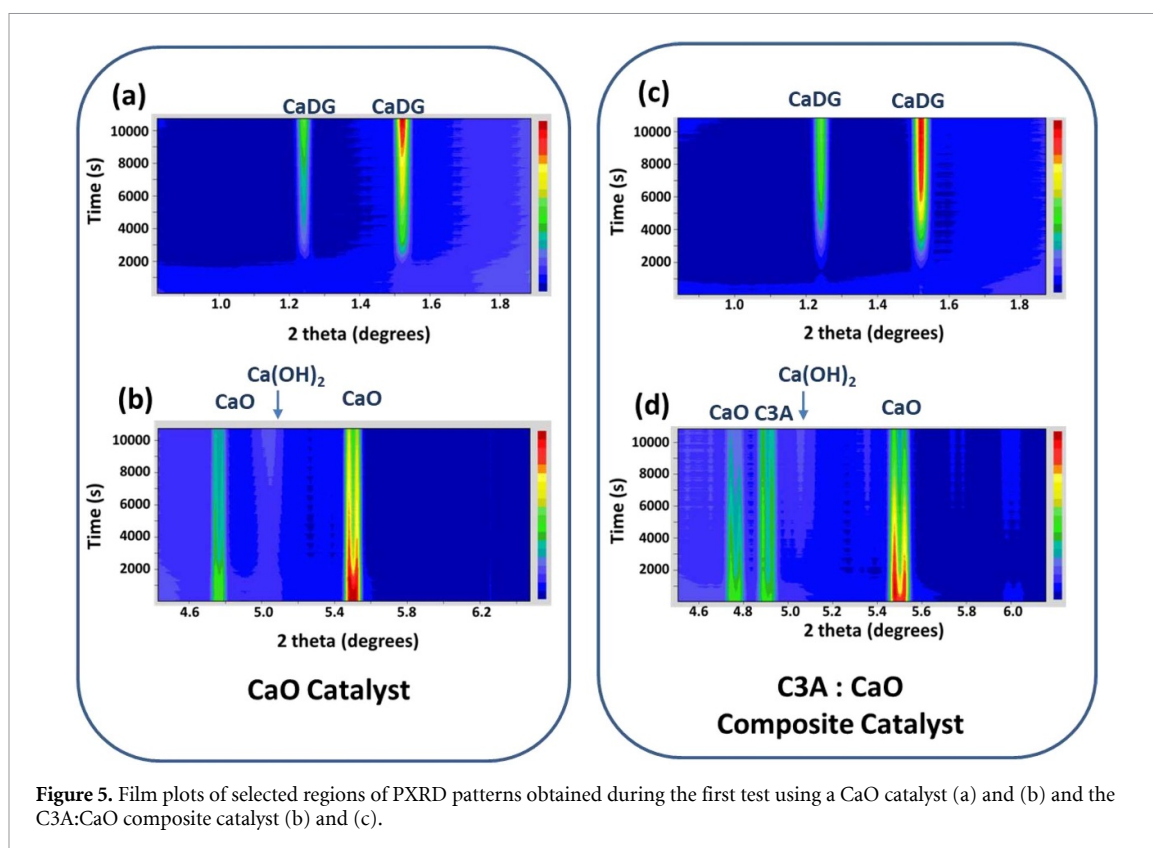 (a)
CaDG CaDG
10000
8000
6000
4000
2000
Time (s)
1.0 1.2 1.4 1.6 1.8
2 theta (degrees)
Ca(OH)2
(b)
CaO CaO
10000
8000
6000
4000
2000
Time (s)
4.6 5.0 5.4 5.8 6.2
2 theta (degrees)
CaO Catalyst
(c)
CaDG CaDG
10000
8000
6000
4000
2000
Time (s)
1.0 1.2 1.4 1.6 1.8
2 theta (degrees)
Ca(OH)2
(d)
CaO C3A CaO
10000
8000
6000
4000
2000
Time (s)
4.6 4.8 5.0 5.2 5.4 5.6 5.8 6.0
2 theta (degrees)
C3A : CaO
Composite Catalyst
Figure 5. Film plots of selected regions of PXRD patterns obtained during the first test using a CaO catalyst (a) and (b) and the
C3A:CaO composite catalyst (b) and (c).